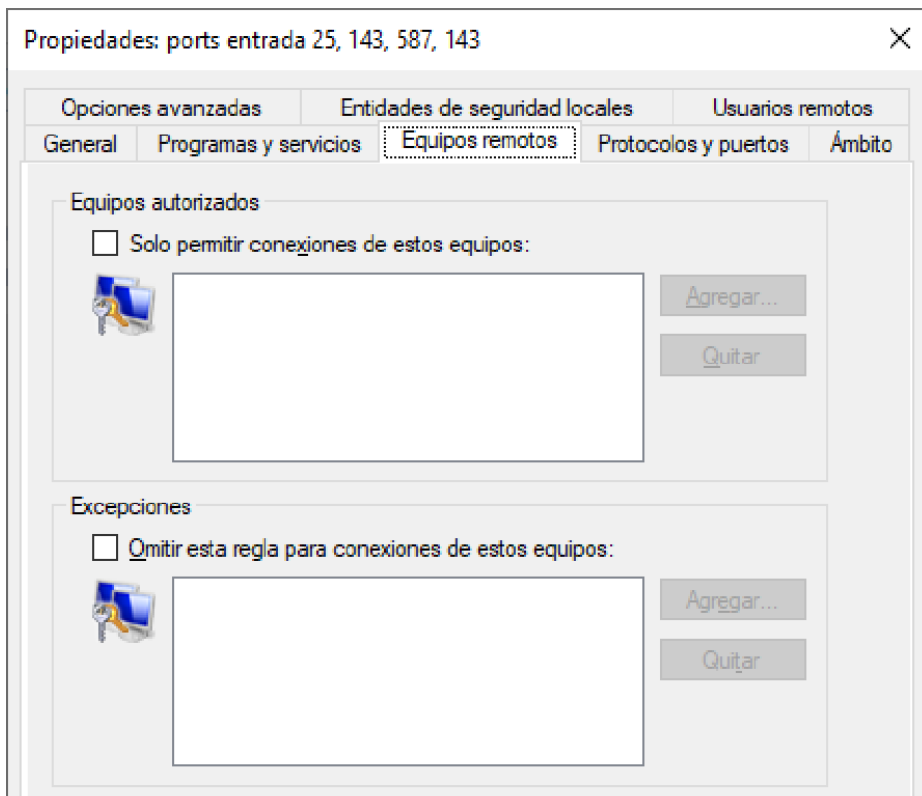 Propiedades: ports entrada 25, 143, 587, 143
Opciones avanzadas Entidades de seguridad locales Usuarios remotos
General Programas y servicios Equipos remotos Protocolos y puertos Ámbito
Equipos autorizados
Solo permitir conexiones de estos equipos:
Agregar...
Quitar
Excepciones
Omitir esta regla para conexiones de estos equipos:
Agregar...
Quitar